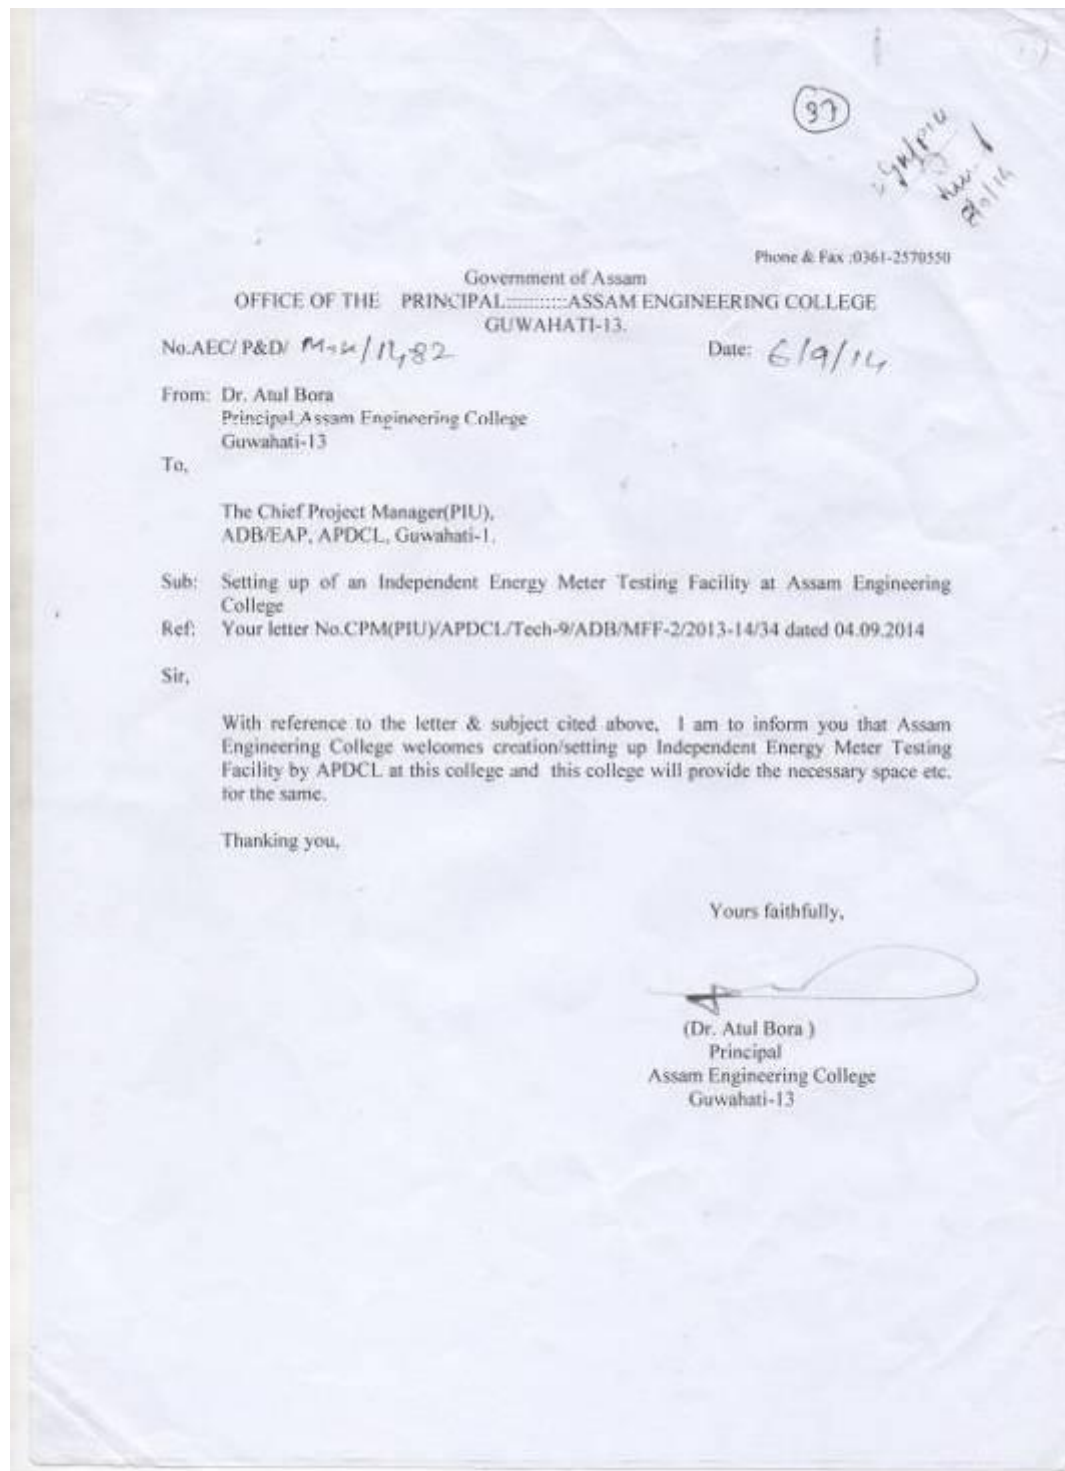 37
Phone & Fax :0361-2570550
Government of Assam
OFFICE OF THE PRINCIPAL:::::::::::ASSAM ENGINEERING COLLEGE
GUWAHATI-13.
No.AEC/ P&D/
Date: 6/9/14
From: Dr. Atul Bora
Principal,Assam Engineering College
Guwahati-13
To,
The Chief Project Manager(PIU),
ADB/EAP, APDCL, Guwahati-1.
Sub: Setting up of an Independent Energy Meter Testing Facility at Assam Engineering
College
Ref: Your letter No.CPM(PIU)/APDCL/Tech-9/ADB/MFF-2/2013-14/34 dated 04.09.2014
Sir,
With reference to the letter & subject cited above, I am to inform you that Assam
Engineering College welcomes creation/setting up Independent Energy Meter Testing
Facility by APDCL at this college and this college will provide the necessary space etc.
for the same.
Thanking you,
Yours faithfully,
(Dr. Atul Bora )
Principal
Assam Engineering College
Guwahati-13